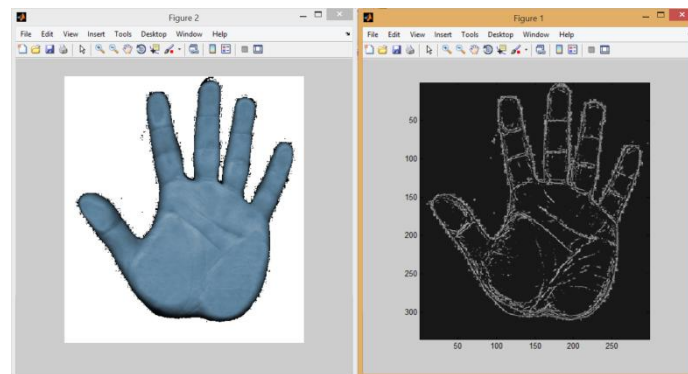 Figure 2
File Edit View Insert Tools Desktop Window Help
Figure 1
File Edit View Insert Tools Desktop Window Help
50
100
150
200
250
300
50 100 150 200 250